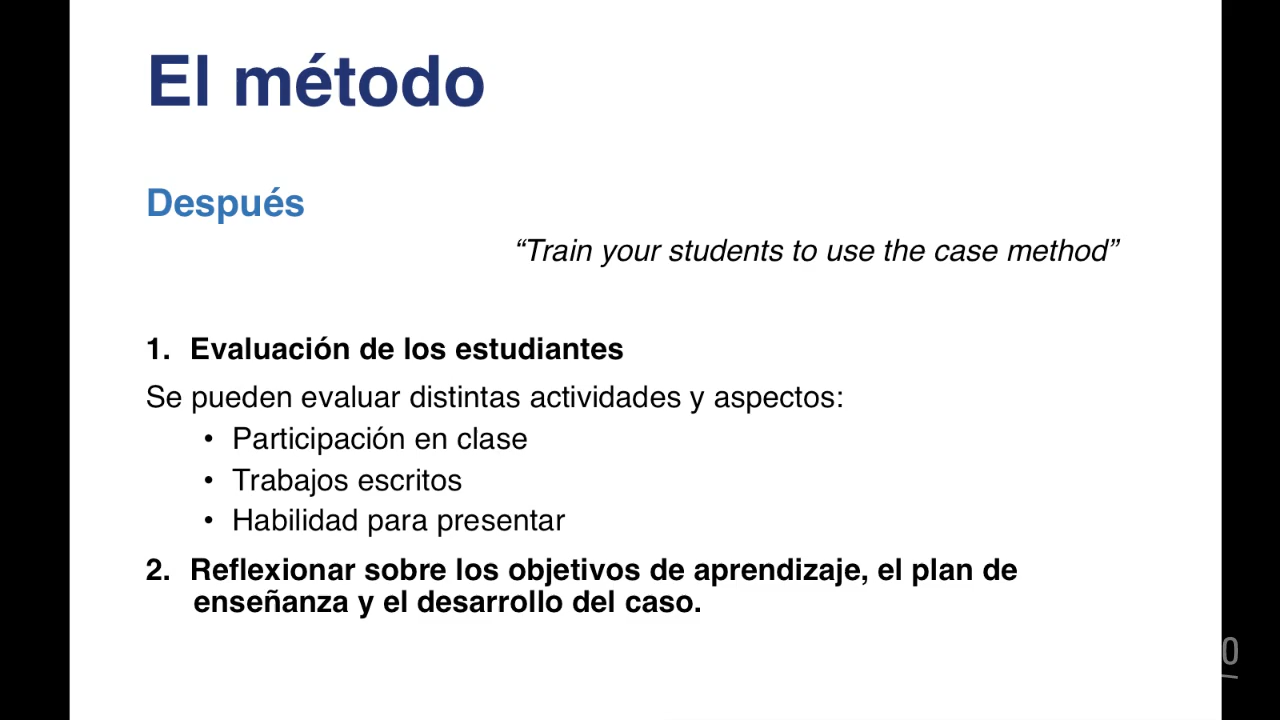 El método
Después
“Train your students to use the case method”
1. Evaluación de los estudiantes
Se pueden evaluar distintas actividades y aspectos:
• Participación en clase
• Trabajos escritos
• Habilidad para presentar
2. Reflexionar sobre los objetivos de aprendizaje, el plan de
enseñanza y el desarrollo del caso.
0